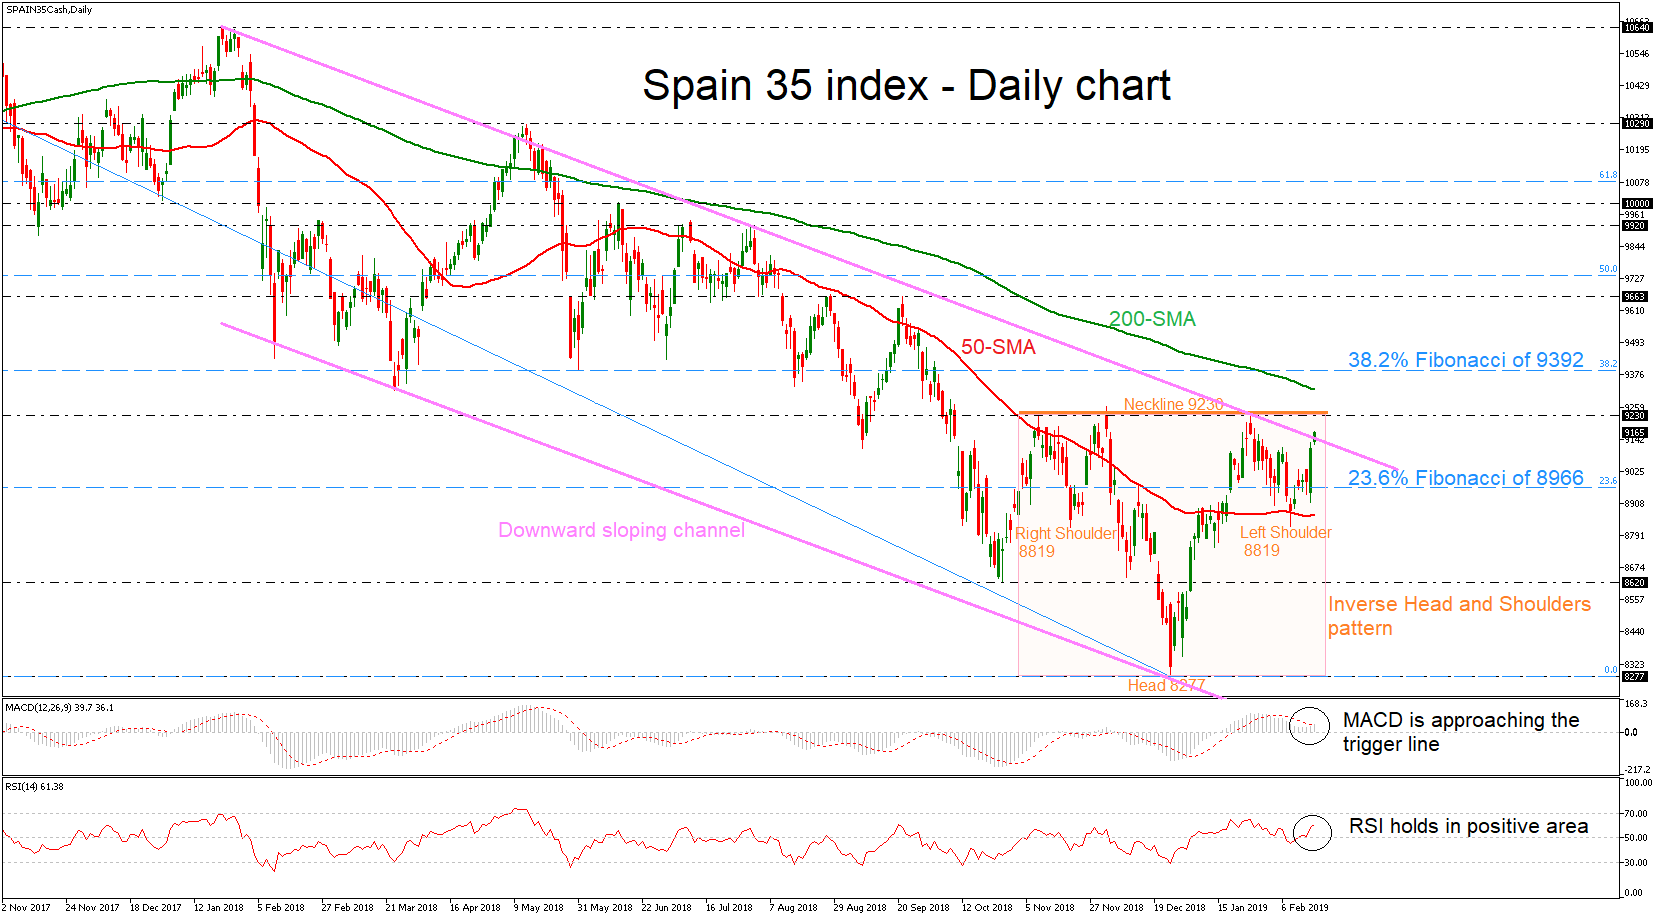 SPAIN35Cash,Daily
Spain 35 index - Daily chart
200-SMA
50-SMA
38.2% Fibonacci of 9392
Neckline 9230
23.6% Fibonacci of 8966
Downward sloping channel
Right Shoulder
8819
Left Shoulder
8819
Inverse Head and Shoulders
pattern
Head 8277
61.8
50.0
38.2
23.6
0.0
10640
10546
10429
10290
10195
10078
10000
9961
9920
9844
9727
9663
9610
9493
9376
9230
9165
9142
9025
8908
8791
8674
8620
8557
8440
8323
8277
MACD(12,26,9) 39.7 36.1
MACD is approaching the
trigger line
168.3
0.0
-217.2
RSI(14) 61.38
RSI holds in positive area
100.00
70.00
50.00
30.00
0.00
2 Nov 2017
24 Nov 2017
18 Dec 2017
12 Jan 2018
5 Feb 2018
27 Feb 2018
21 Mar 2018
16 Apr 2018
9 May 2018
31 May 2018
22 Jun 2018
16 Jul 2018
7 Aug 2018
29 Aug 2018
20 Sep 2018
12 Oct 2018
5 Nov 2018
27 Nov 2018
19 Dec 2018
15 Jan 2019
6 Feb 2019